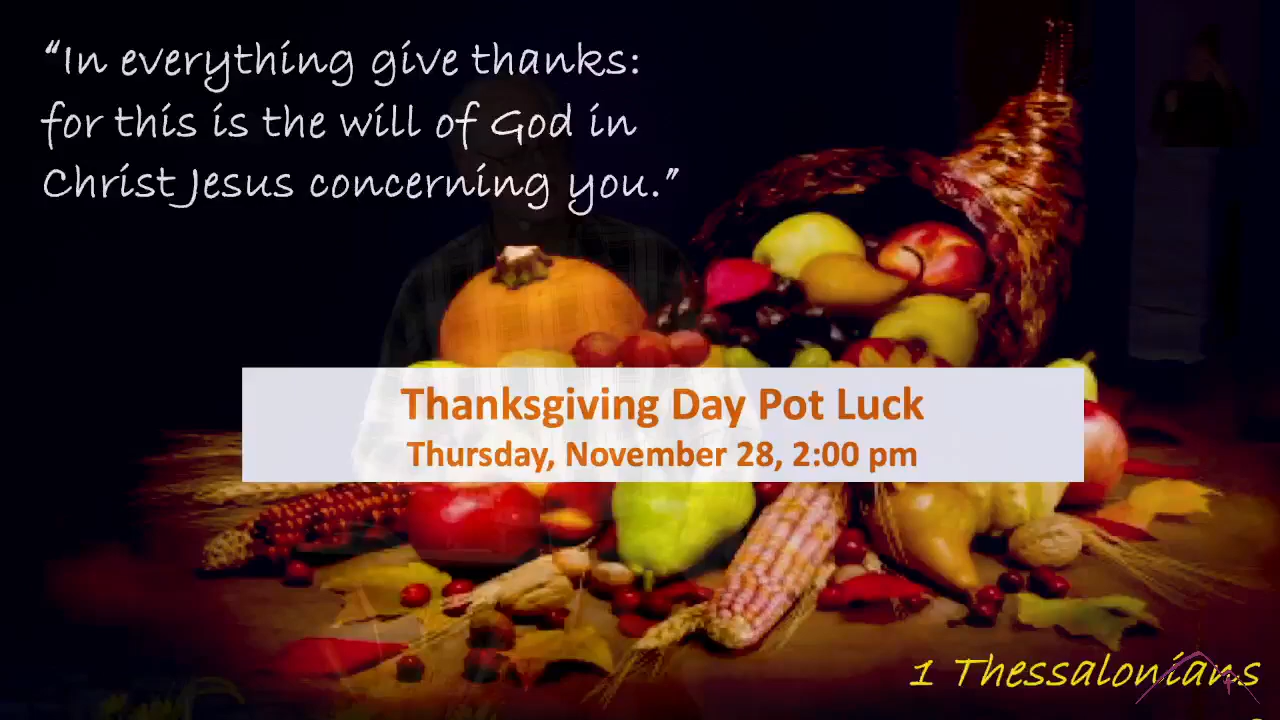 “In everything give thanks:
for this is the will of God in
Christ Jesus concerning you.”
Thanksgiving Day Pot Luck
Thursday, November 28, 2:00 pm
1 Thessalonians